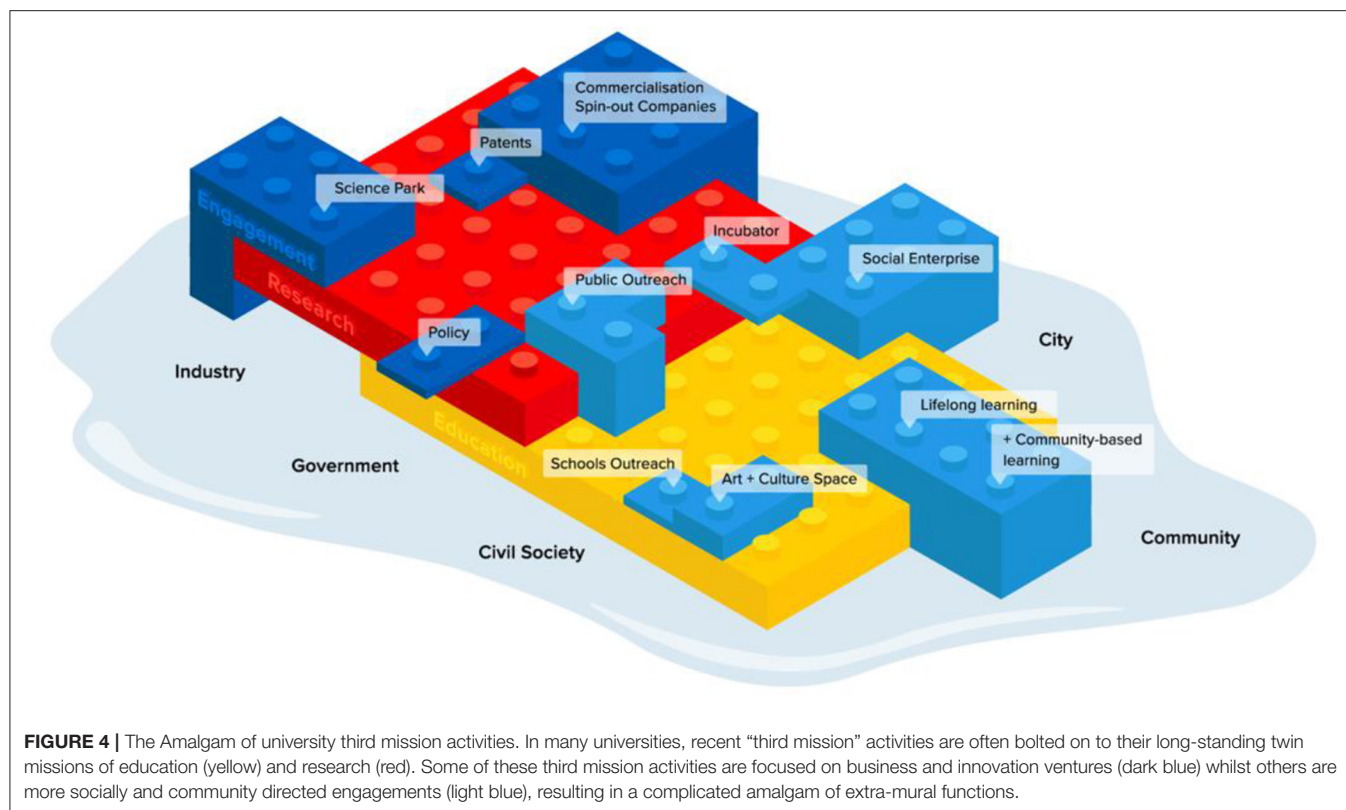 Commercialisation
Spin-out Companies
Patents
Science Park
Engagement
Research
Incubator
Social Enterprise
Public Outreach
Policy
Industry
City
Lifelong learning
+ Community-based
learning
Education
Government
Schools Outreach
Art + Culture Space
Civil Society
Community
FIGURE 4 | The Amalgam of university third mission activities. In many universities, recent “third mission” activities are often bolted on to their long-standing twin
missions of education (yellow) and research (red). Some of these third mission activities are focused on business and innovation ventures (dark blue) whilst others are
more socially and community directed engagements (light blue), resulting in a complicated amalgam of extra-mural functions.